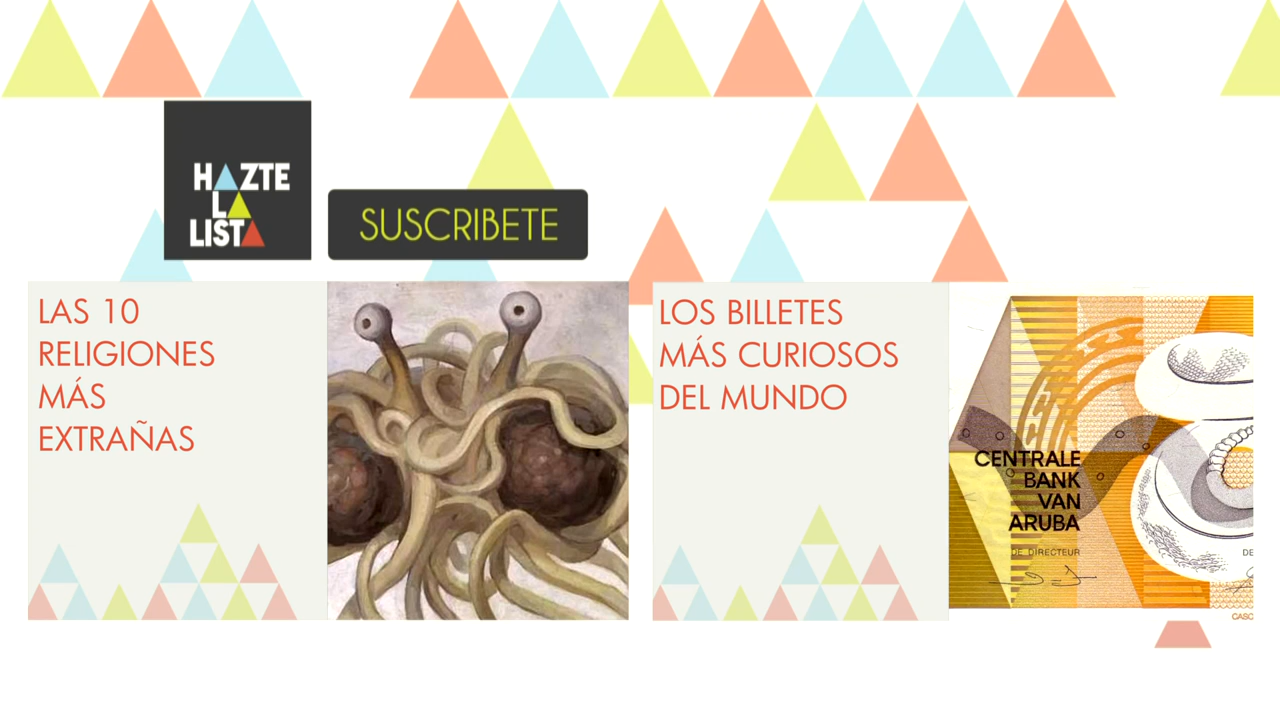 HAZTE
LA
LISTA
SUSCRIBETE
LAS 10
RELIGIONES
MÁS
EXTRAÑAS
LOS BILLETES
MÁS CURIOSOS
DEL MUNDO
CENTRALE
BANK
VAN
ARUBA
DE DIRECTEUR
DE